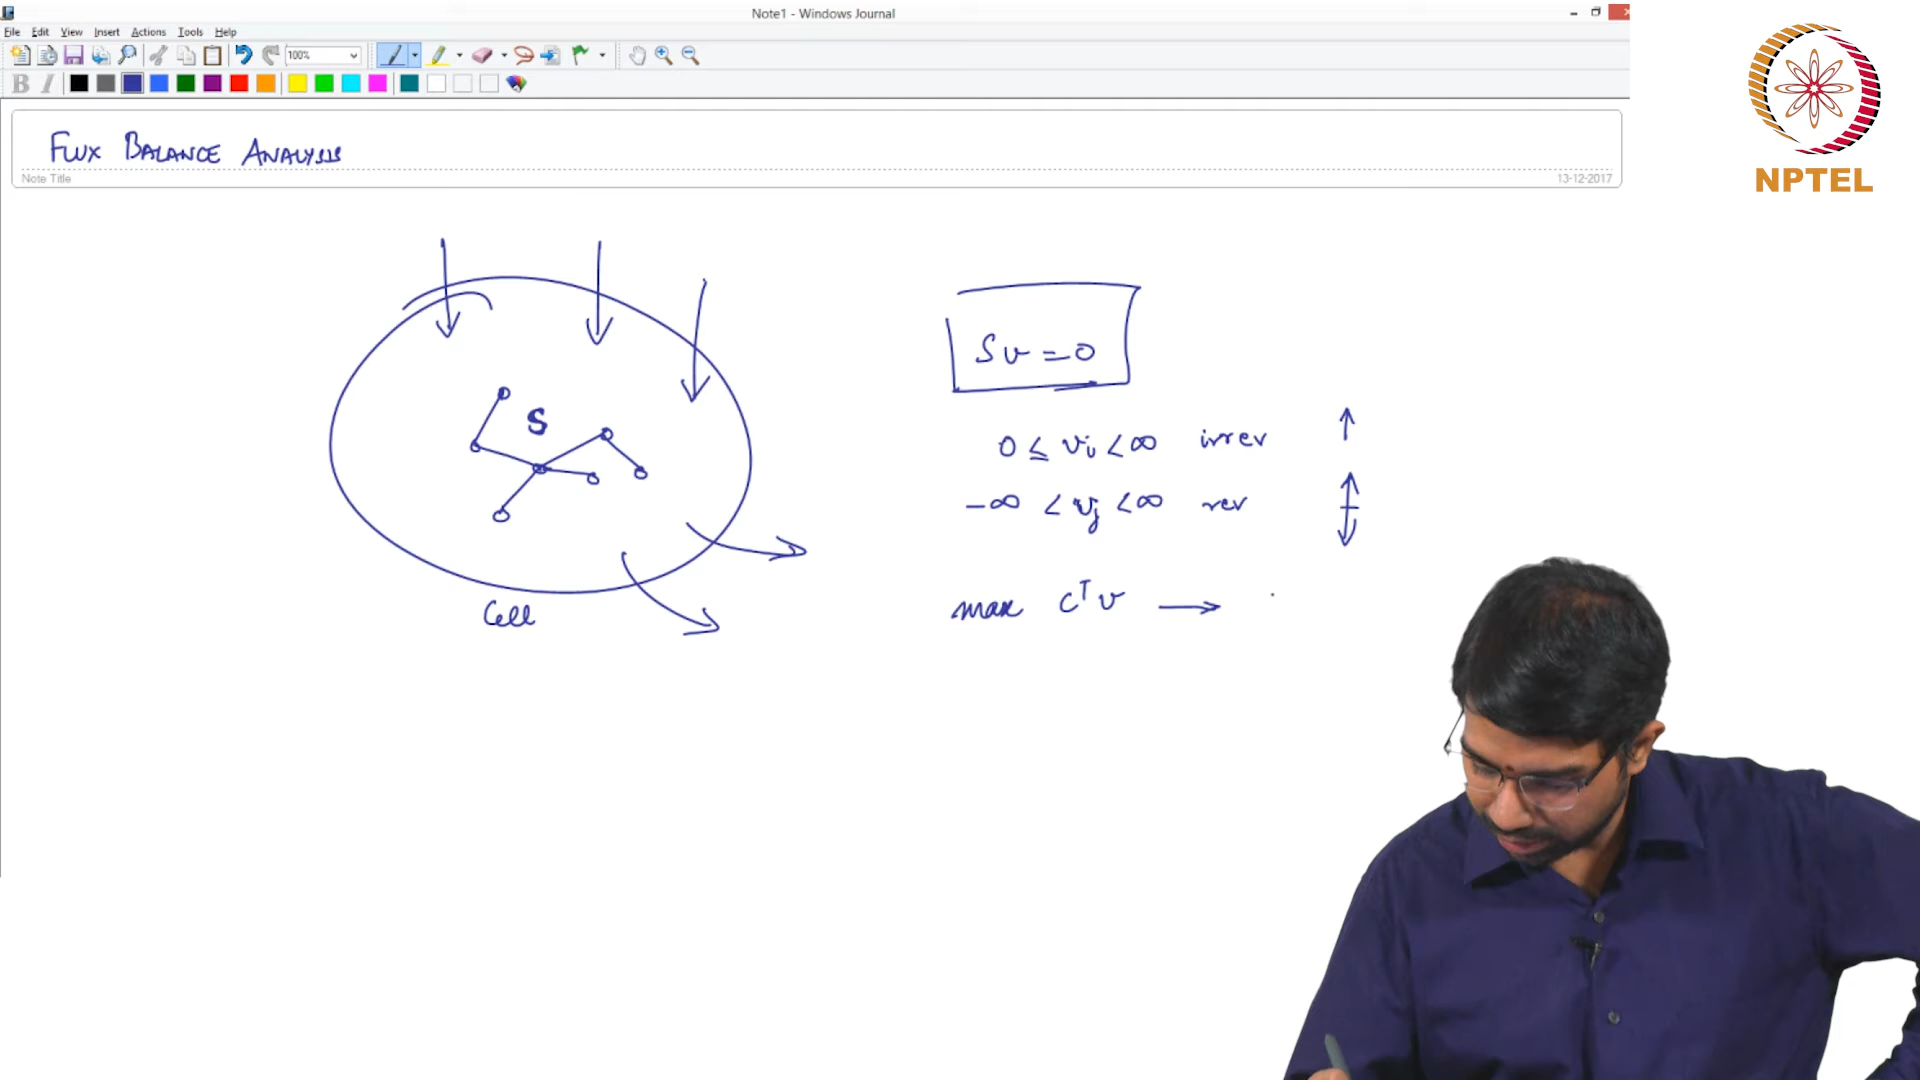 Note1 - Windows Journal
File Edit View Insert Actions Tools Help
100%
B I
FLUX BALANCE ANALYSIS
Note Title
13-12-2017
NPTEL
S
Cell
Sv = 0
0 ≤ vi < ∞ irrev
-∞ < vj < ∞ rev
max cᵀv →